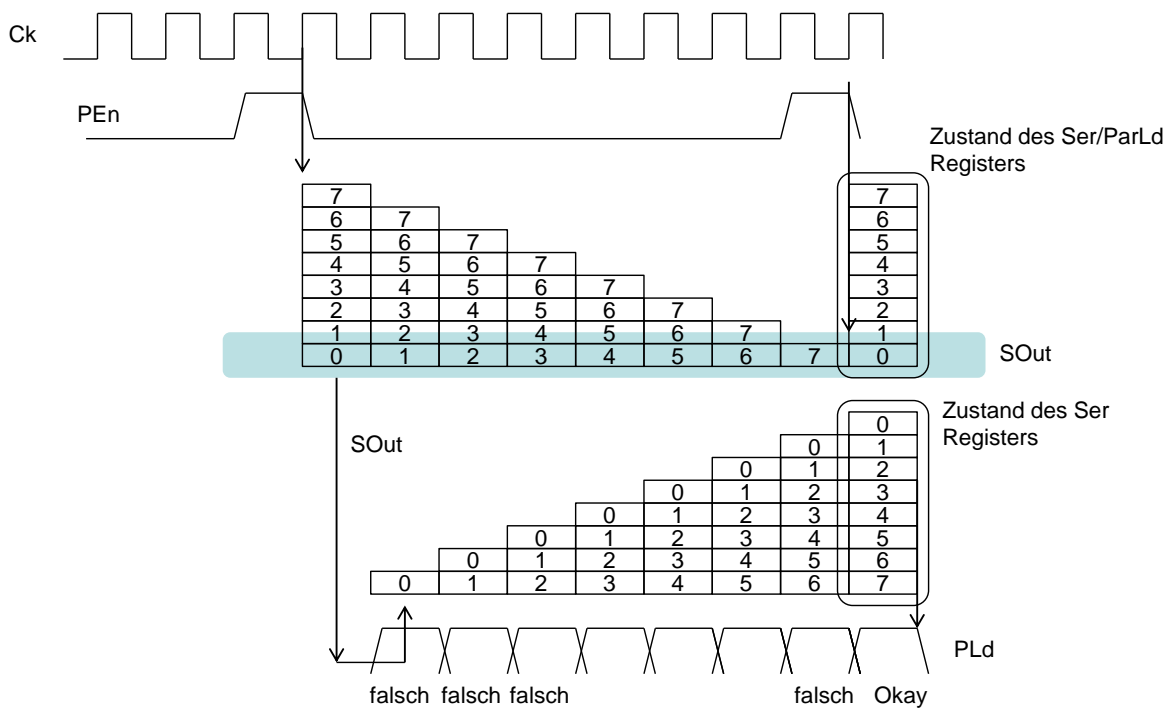 Ck
PEn
Zustand des Ser/ParLd
Registers
7 7
6 7 6
5 6 7 5
4 5 6 7 4
3 4 5 6 7 3
2 3 4 5 6 7 2
1 2 3 4 5 6 7 1
0 1 2 3 4 5 6 7 0
SOut
SOut
Zustand des Ser
Registers
0
0 1
0 1 2
0 1 2 3
0 1 2 3 4
0 1 2 3 4 5
0 1 2 3 4 5 6
0 1 2 3 4 5 6 7
PLd
falsch falsch falsch falsch Okay